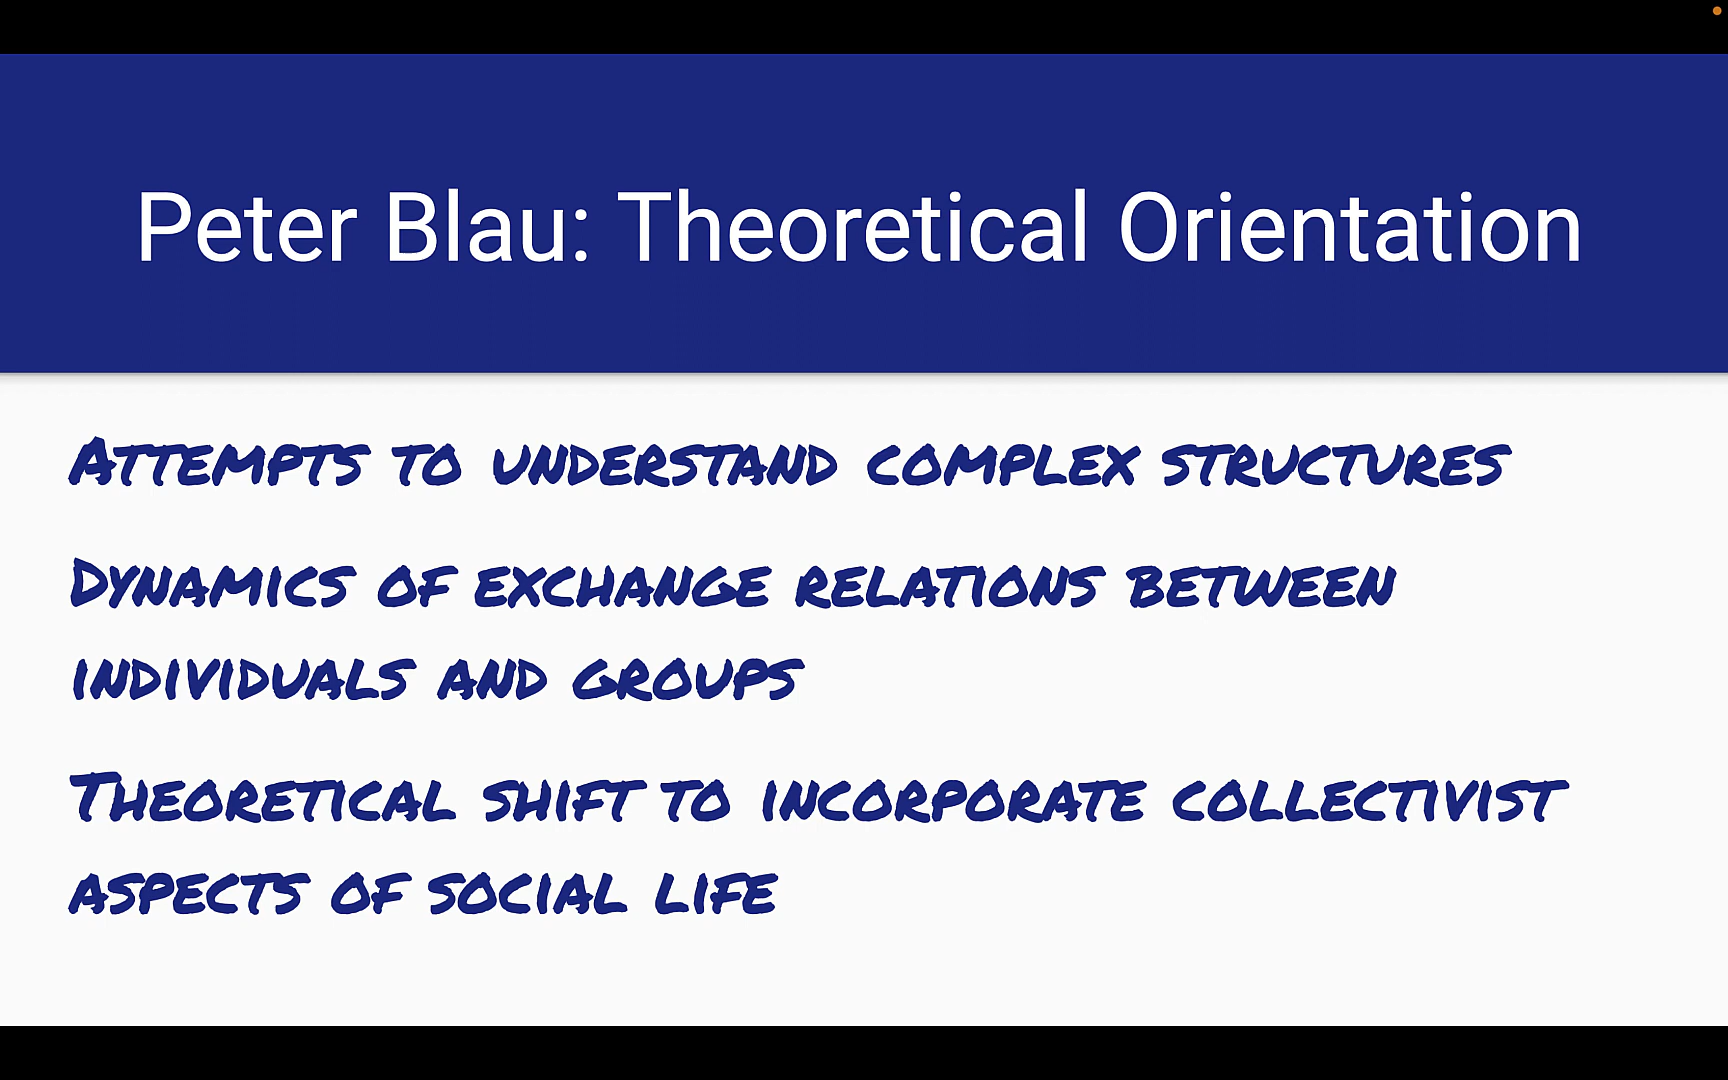 Peter Blau: Theoretical Orientation
Attempts to understand complex structures
Dynamics of exchange relations between
individuals and groups
Theoretical shift to incorporate collectivist
aspects of social life